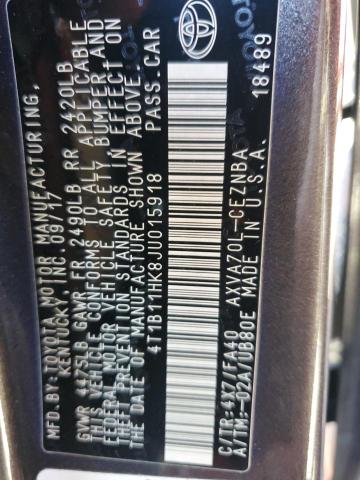 MFD.BY: TOYOTA MOTOR MANUFACTURING,
KENTUCKY, INC. 09/17
GVWR 4475LB GAWR FR 2490LB RR 2420LB
THIS VEHICLE CONFORMS TO ALL APPLICABLE
FEDERAL MOTOR VEHICLE SAFETY, BUMPER AND
THEFT PREVENTION STANDARDS IN EFFECT ON
THE DATE OF MANUFACTURE SHOWN ABOVE.
4T1B11HK8JU015918 PASS.CAR
C/TR: 4X7/FA40 AXVA70L-CEZNBA
A/TM:-02A/UB80E MADE IN U.S.A.
18489
TOYOTA